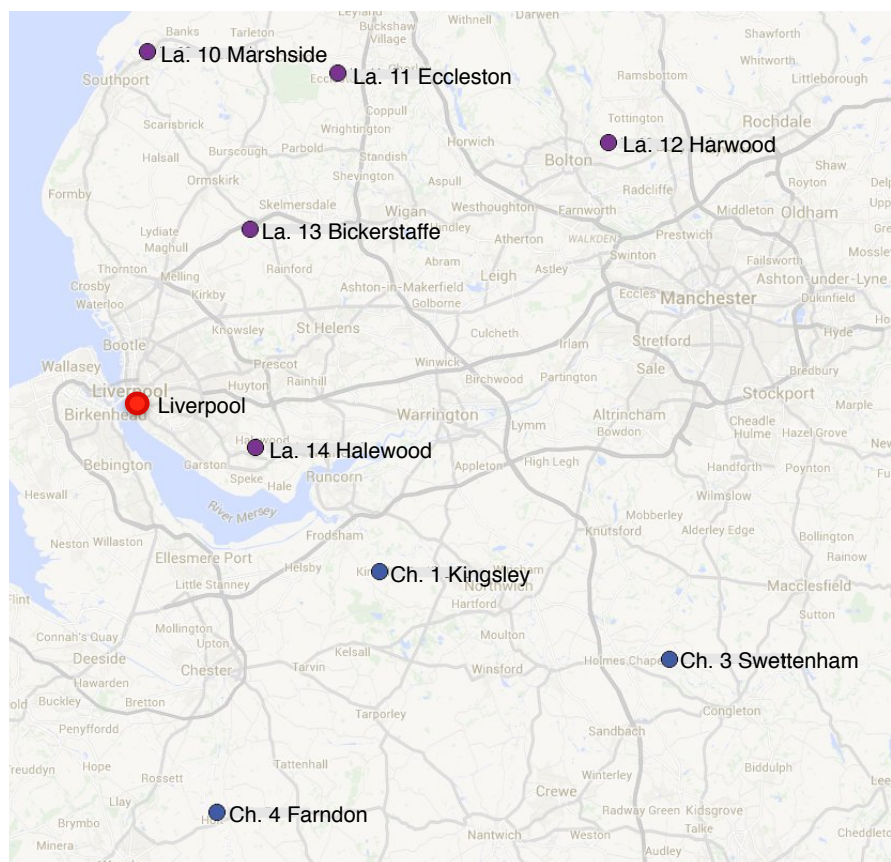 Banks
Tarleton
Leyland
Buckshaw
Village
Withnell
Darwen
Edenfield
Shawforth
Whitworth
La. 10 Marshside
La. 11 Eccleston
Southport
Ramsbottom
Littleborough
Coppull
Tottington
Rochdale
Scarisbrick
Wrightington
Horwich
La. 12 Harwood
Halsall
Burscough
Parbold
Standish
Bolton
Shaw
Ormskirk
Shevington
Aspull
Radcliffe
Royton
Formby
Skelmersdale
Wigan
Westhoughton
Farnworth
Middleton
Oldham
Lydiate
La. 13 Bickerstaffe
Atherton
WALKDEN
Prestwich
Maghull
Swinton
Failsworth
Thornton
Melling
Rainford
Abram
Leigh
Astley
Ashton-under-Lyne
Crosby
Kirkby
Ashton-in-Makerfield
Eccles
Manchester
Dukinfield
Waterloo
Golborne
Knowsley
St Helens
Culcheth
Stretford
Hyde
Bootle
Irlam
Wallasey
Prescot
Winwick
Sale
Bredbury
Liverpool
Huyton
Rainhill
Birchwood
Partington
Stockport
Liverpool
Birkenhead
Warrington
Altrincham
Marple
Lymm
Bowdon
Cheadle
Hulme
Hazel Grove
La. 14 Halewood
Bebington
Garston
Appleton
High Legh
Handforth
Poynton
Speke
Hale
Runcorn
Heswall
Wilmslow
River Mersey
Mobberley
Alderley Edge
Neston
Willaston
Frodsham
Knutsford
Bollington
Ellesmere Port
Rainow
Helsby
Ch. 1 Kingsley
Little Stanney
Northwich
Macclesfield
Flint
Hartford
Sutton
Connah's Quay
Mollington
Moulton
Upton
Deeside
Kelsall
Chester
Tarvin
Winsford
Holmes Chapel
Ch. 3 Swettenham
Hawarden
Buckley
Bretton
Tarporley
Congleton
Penyffordd
Sandbach
Tattenhall
Rossett
Winterley
Biddulph
Llay
Crewe
Ch. 4 Farndon
Radway Green
Kidsgrove
Brymbo
Nantwich
Weston
Talke
Minera
Audley